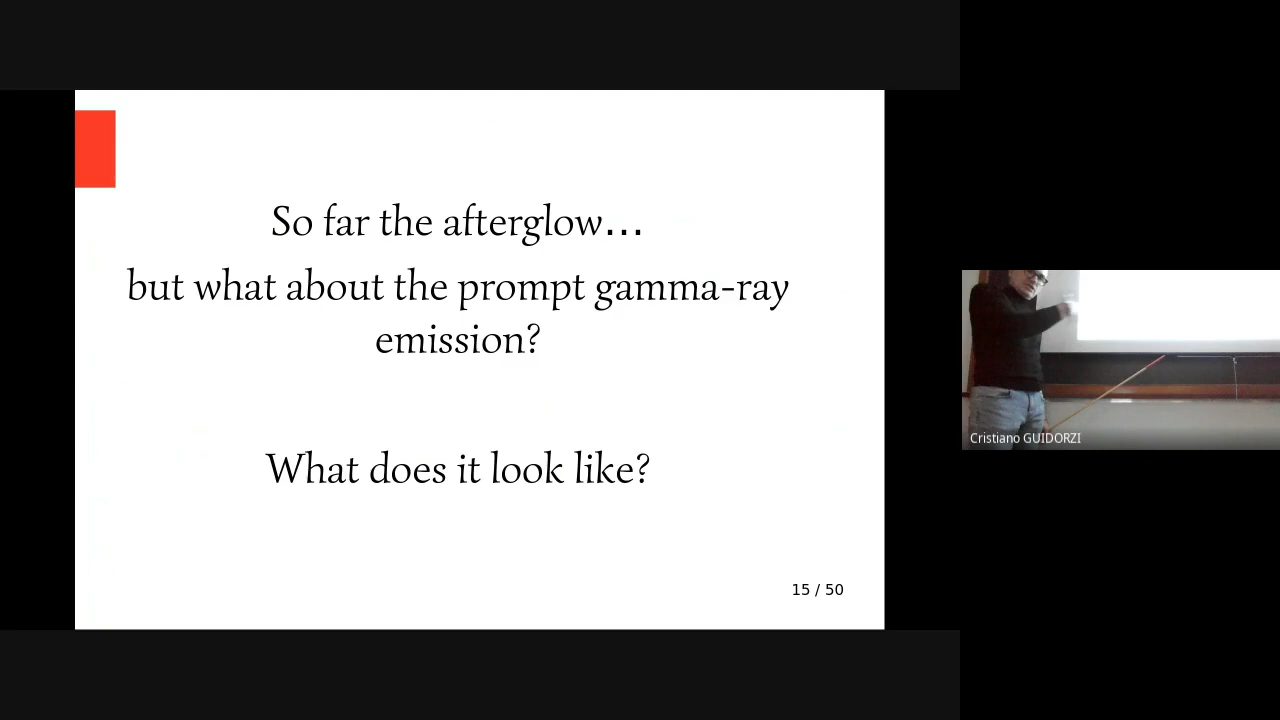 So far the afterglow…
but what about the prompt gamma-ray
emission?
What does it look like?
15 / 50
Cristiano GUIDORZI